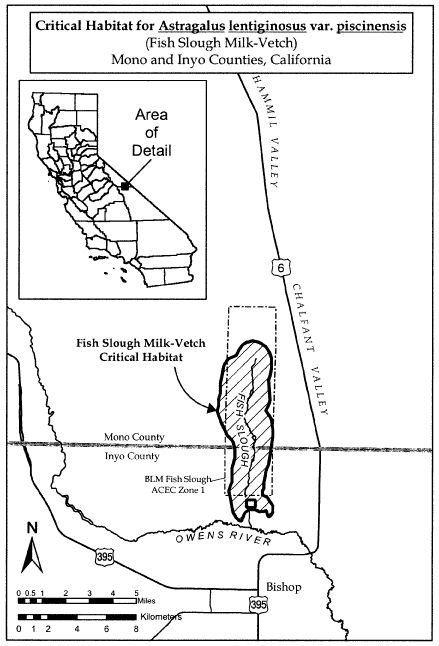 Critical Habitat for Astragalus lentiginosus var. piscinensis
(Fish Slough Milk-Vetch)
Mono and Inyo Counties, California
Area
of
Detail
HAMMIL VALLEY
6
CHALFANT VALLEY
Fish Slough Milk-Vetch
Critical Habitat
FISH SLOUGH
Mono County
Inyo County
BLM Fish Slough
ACEC Zone 1
N
OWENS RIVER
395
Bishop
395
0 0.5 1 2 3 4 5
Miles
Kilometers
0 1 2 4 6 8